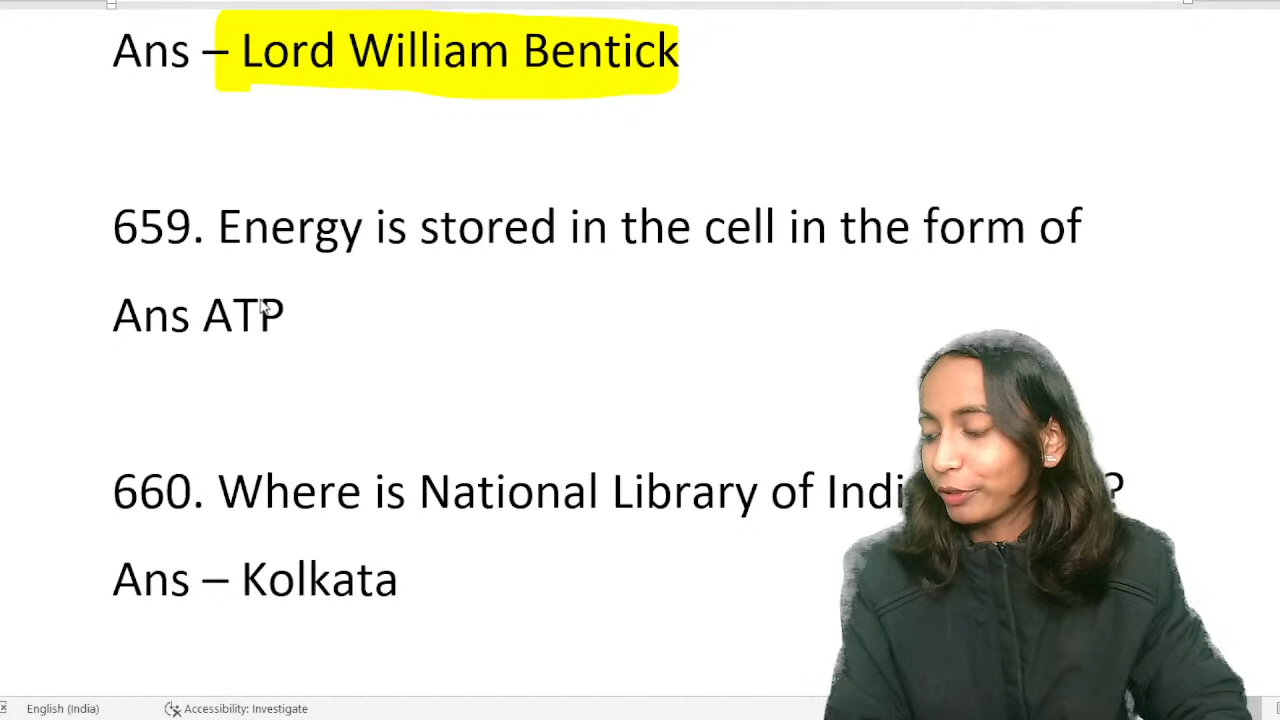 Ans – Lord William Bentick
659. Energy is stored in the cell in the form of
Ans ATP
660. Where is National Library of Indi ?
Ans – Kolkata
English (India) Accessibility: Investigate